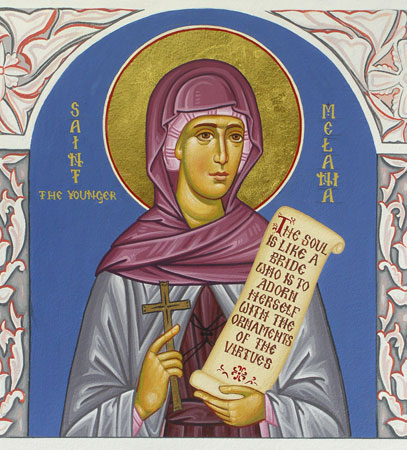 SAINT
THE YOUNGER
MELANIA
THE SOUL
IS LIKE A
BRIDE
WHO IS TO
ADORN
HERSELF
WITH THE
ORNAMENTS
OF THE
VIRTUES